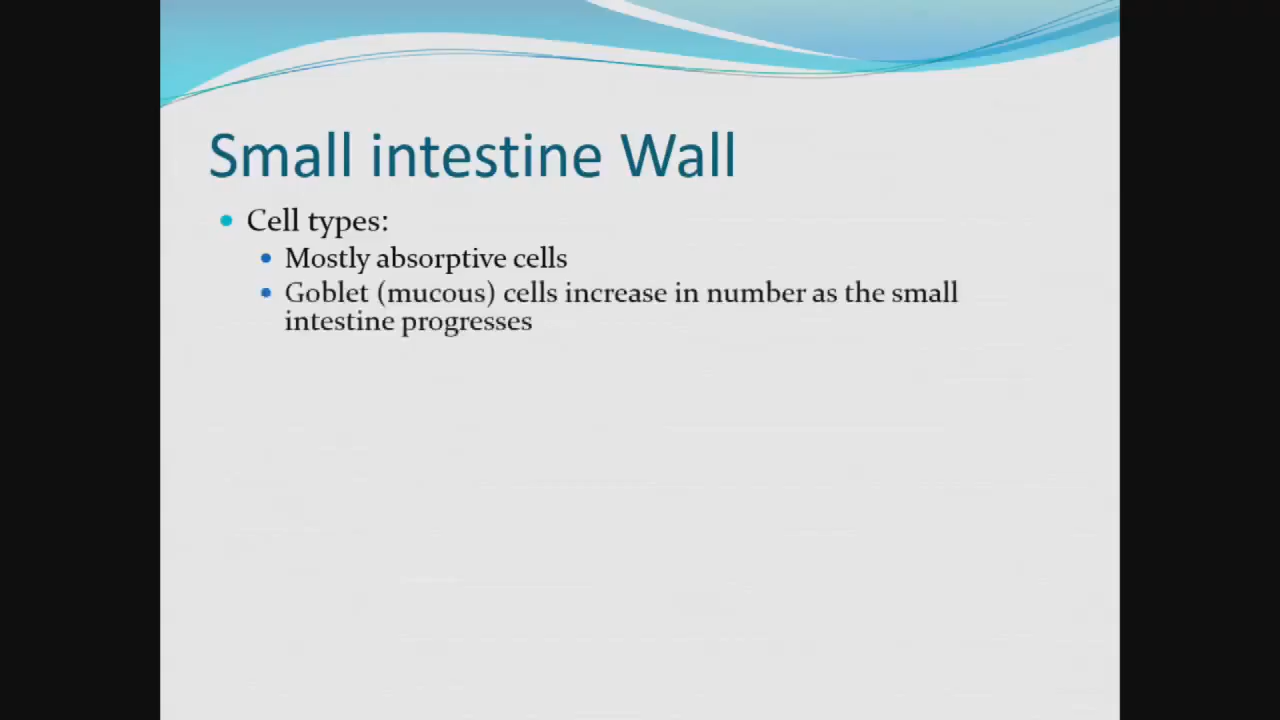 Small intestine Wall
Cell types:
Mostly absorptive cells
Goblet (mucous) cells increase in number as the small
intestine progresses